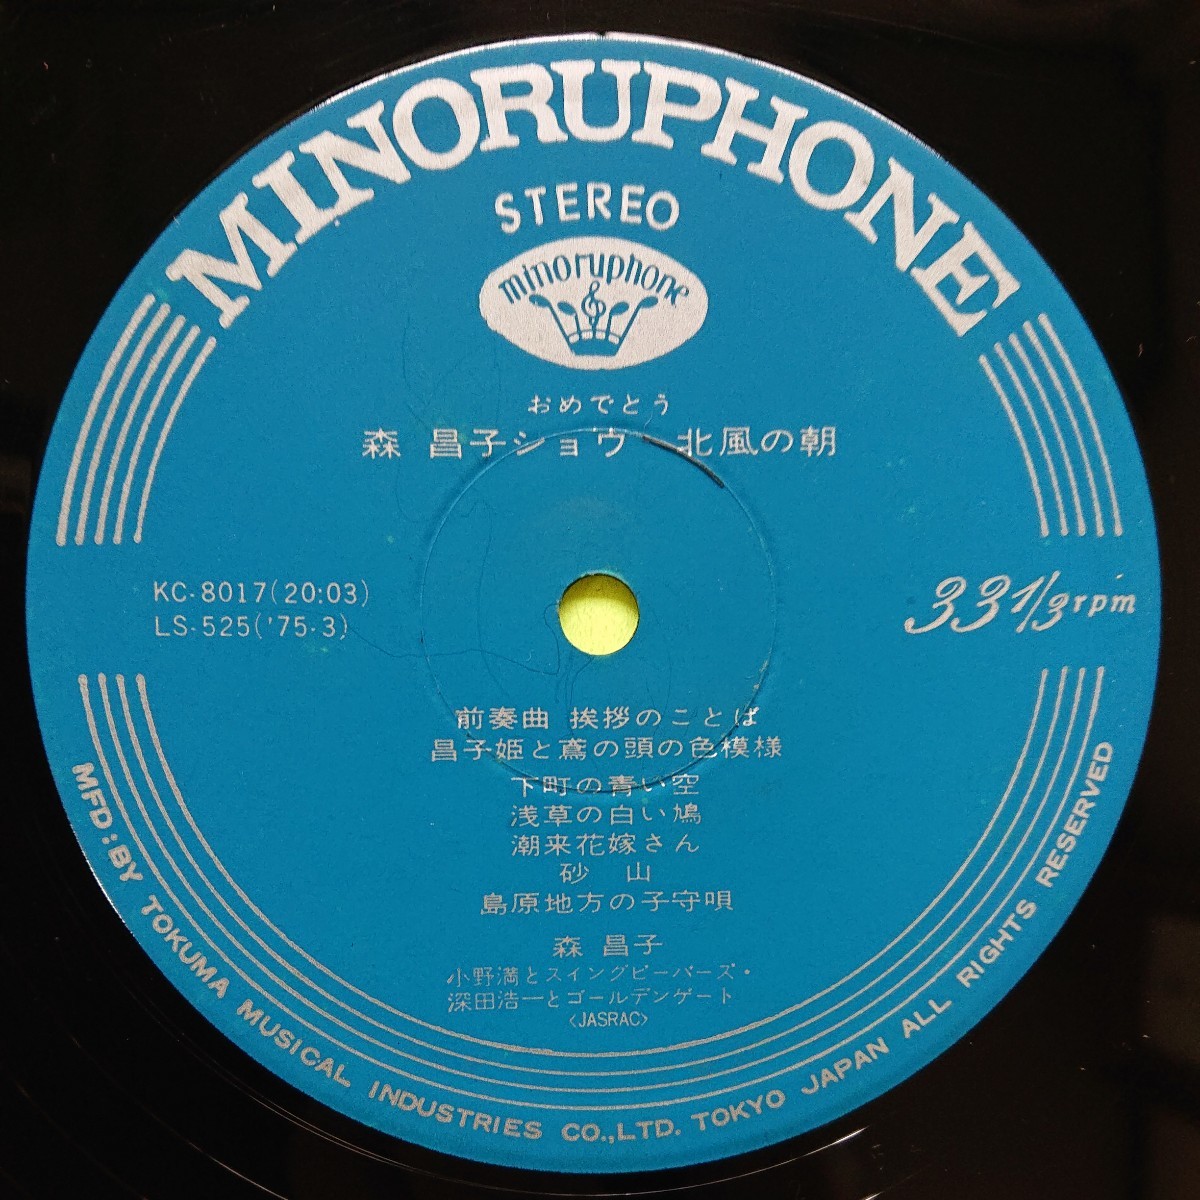 MINORUPHONE
STEREO
minoruphone
おめでとう
森 昌子ショウ－北風の朝
KC-8017(20:03)
LS-525('75-3)
33 1/3 rpm
前奏曲 挨拶のことば
昌子姫と鳶の頭の色模様
下町の青い空
浅草の白い鳩
潮来花嫁さん
砂 山
島原地方の子守唄
森 昌子
小野満とスイングビーバーズ・
深田浩一とゴールデンゲート
〈JASRAC〉
MFD: BY TOKUMA MUSICAL INDUSTRIES CO.,LTD. TOKYO JAPAN ALL RIGHTS RESERVED